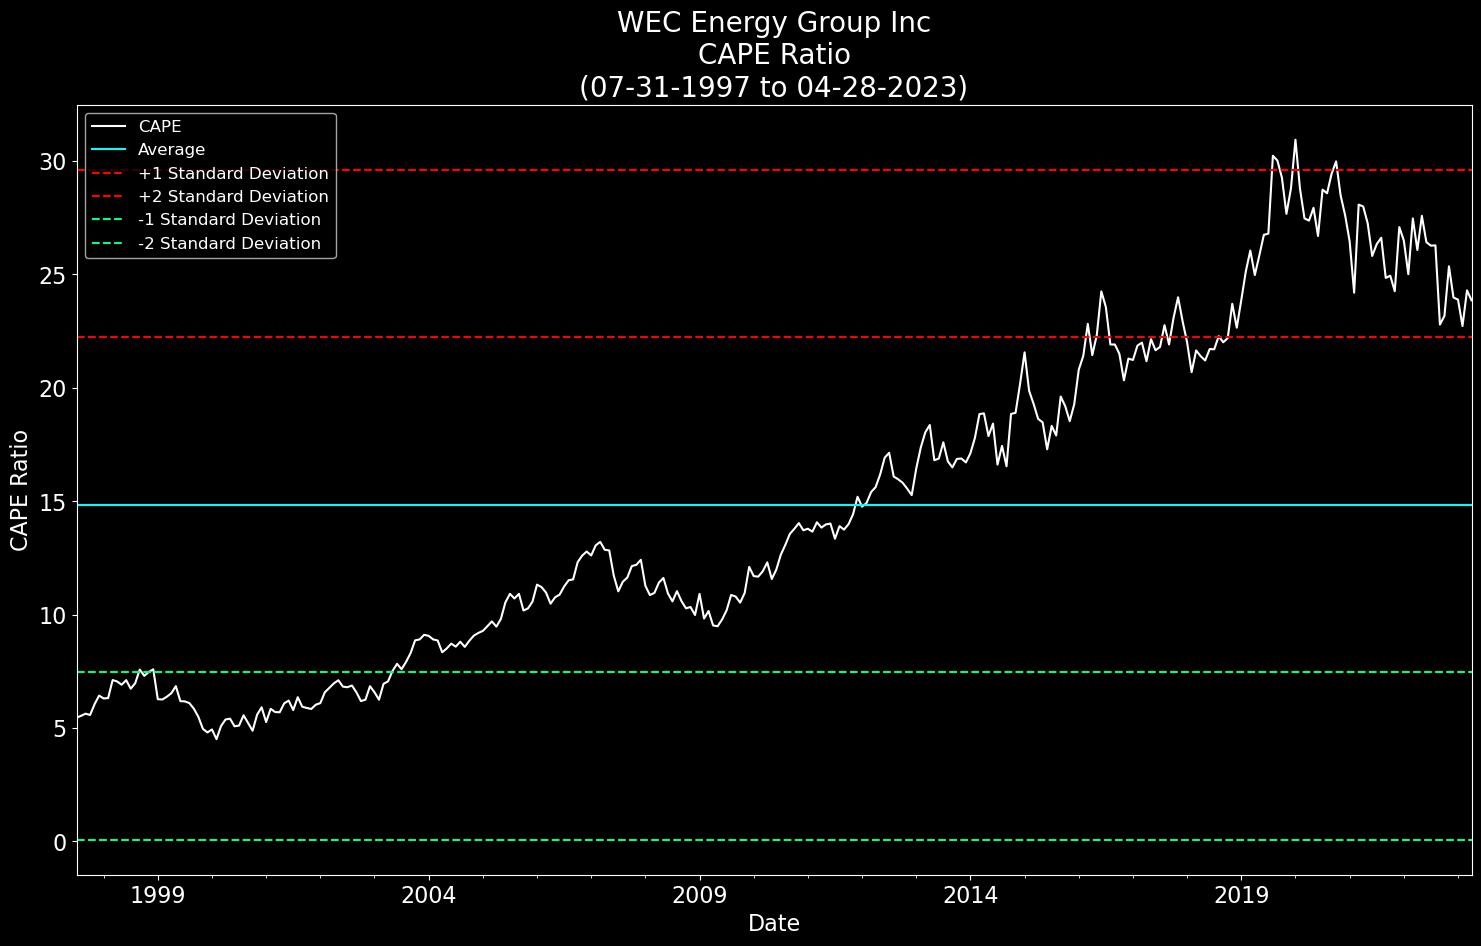 WEC Energy Group Inc
CAPE Ratio
(07-31-1997 to 04-28-2023)
CAPE
Average
+1 Standard Deviation
+2 Standard Deviation
-1 Standard Deviation
-2 Standard Deviation
30
25
20
15
10
5
0
CAPE Ratio
1999
2004
2009
2014
2019
Date